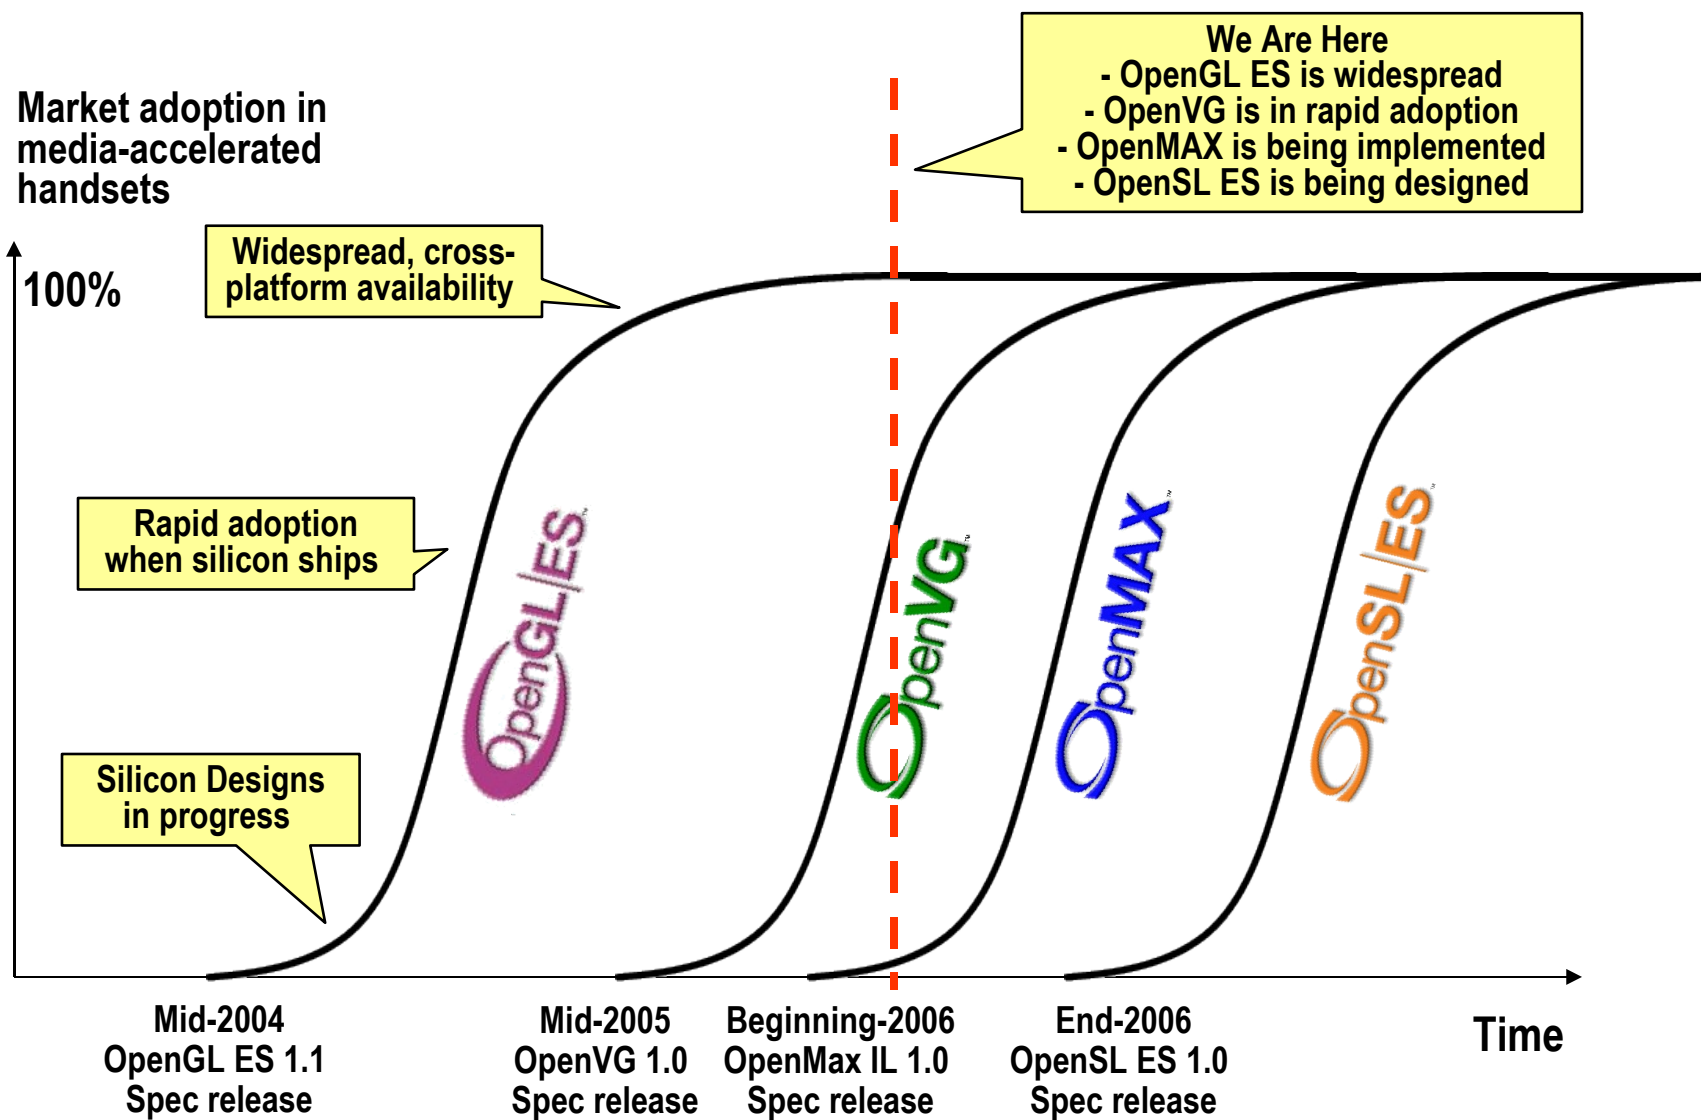 We Are Here
- OpenGL ES is widespread
- OpenVG is in rapid adoption
- OpenMAX is being implemented
- OpenSL ES is being designed
Market adoption in
media-accelerated
handsets
Widespread, cross-
platform availability
100%
Rapid adoption
when silicon ships
OpenGL|ES
OpenVG
OpenMAX
OpenSL|ES
Silicon Designs
in progress
Mid-2004
OpenGL ES 1.1
Spec release
Mid-2005
OpenVG 1.0
Spec release
Beginning-2006
OpenMax IL 1.0
Spec release
End-2006
OpenSL ES 1.0
Spec release
Time